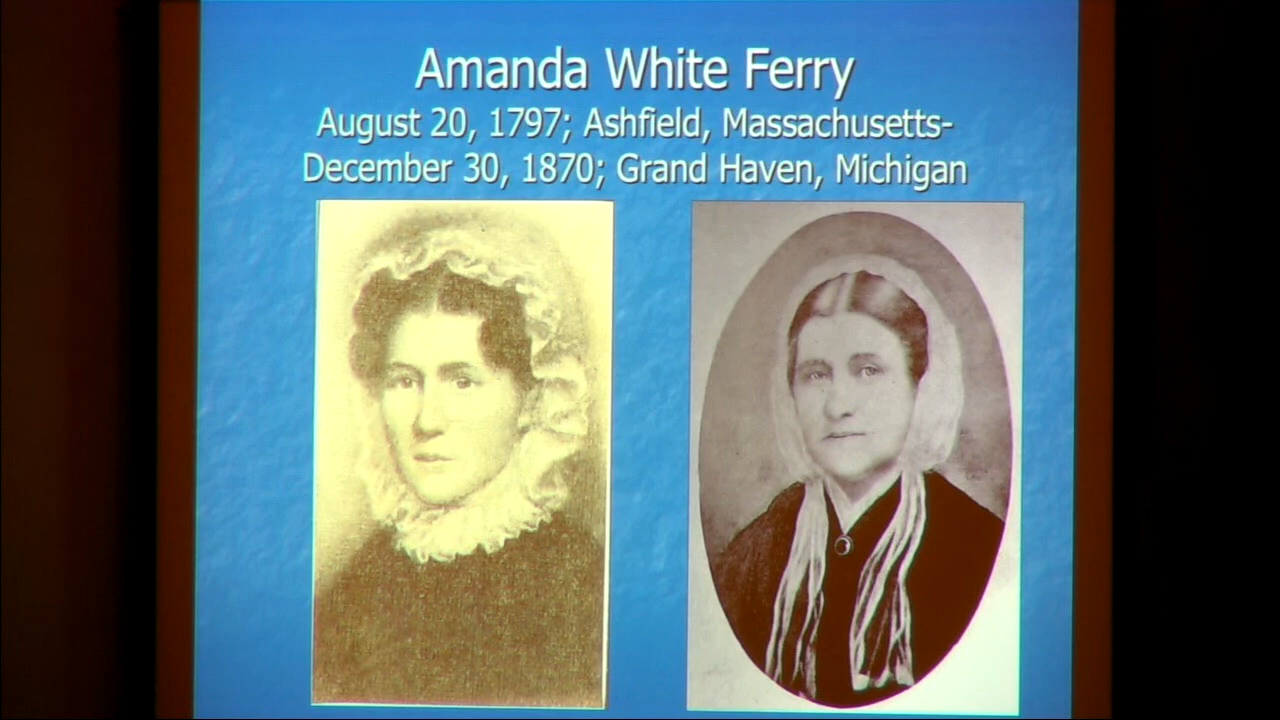 Amanda White Ferry
August 20, 1797; Ashfield, Massachusetts-
December 30, 1870; Grand Haven, Michigan